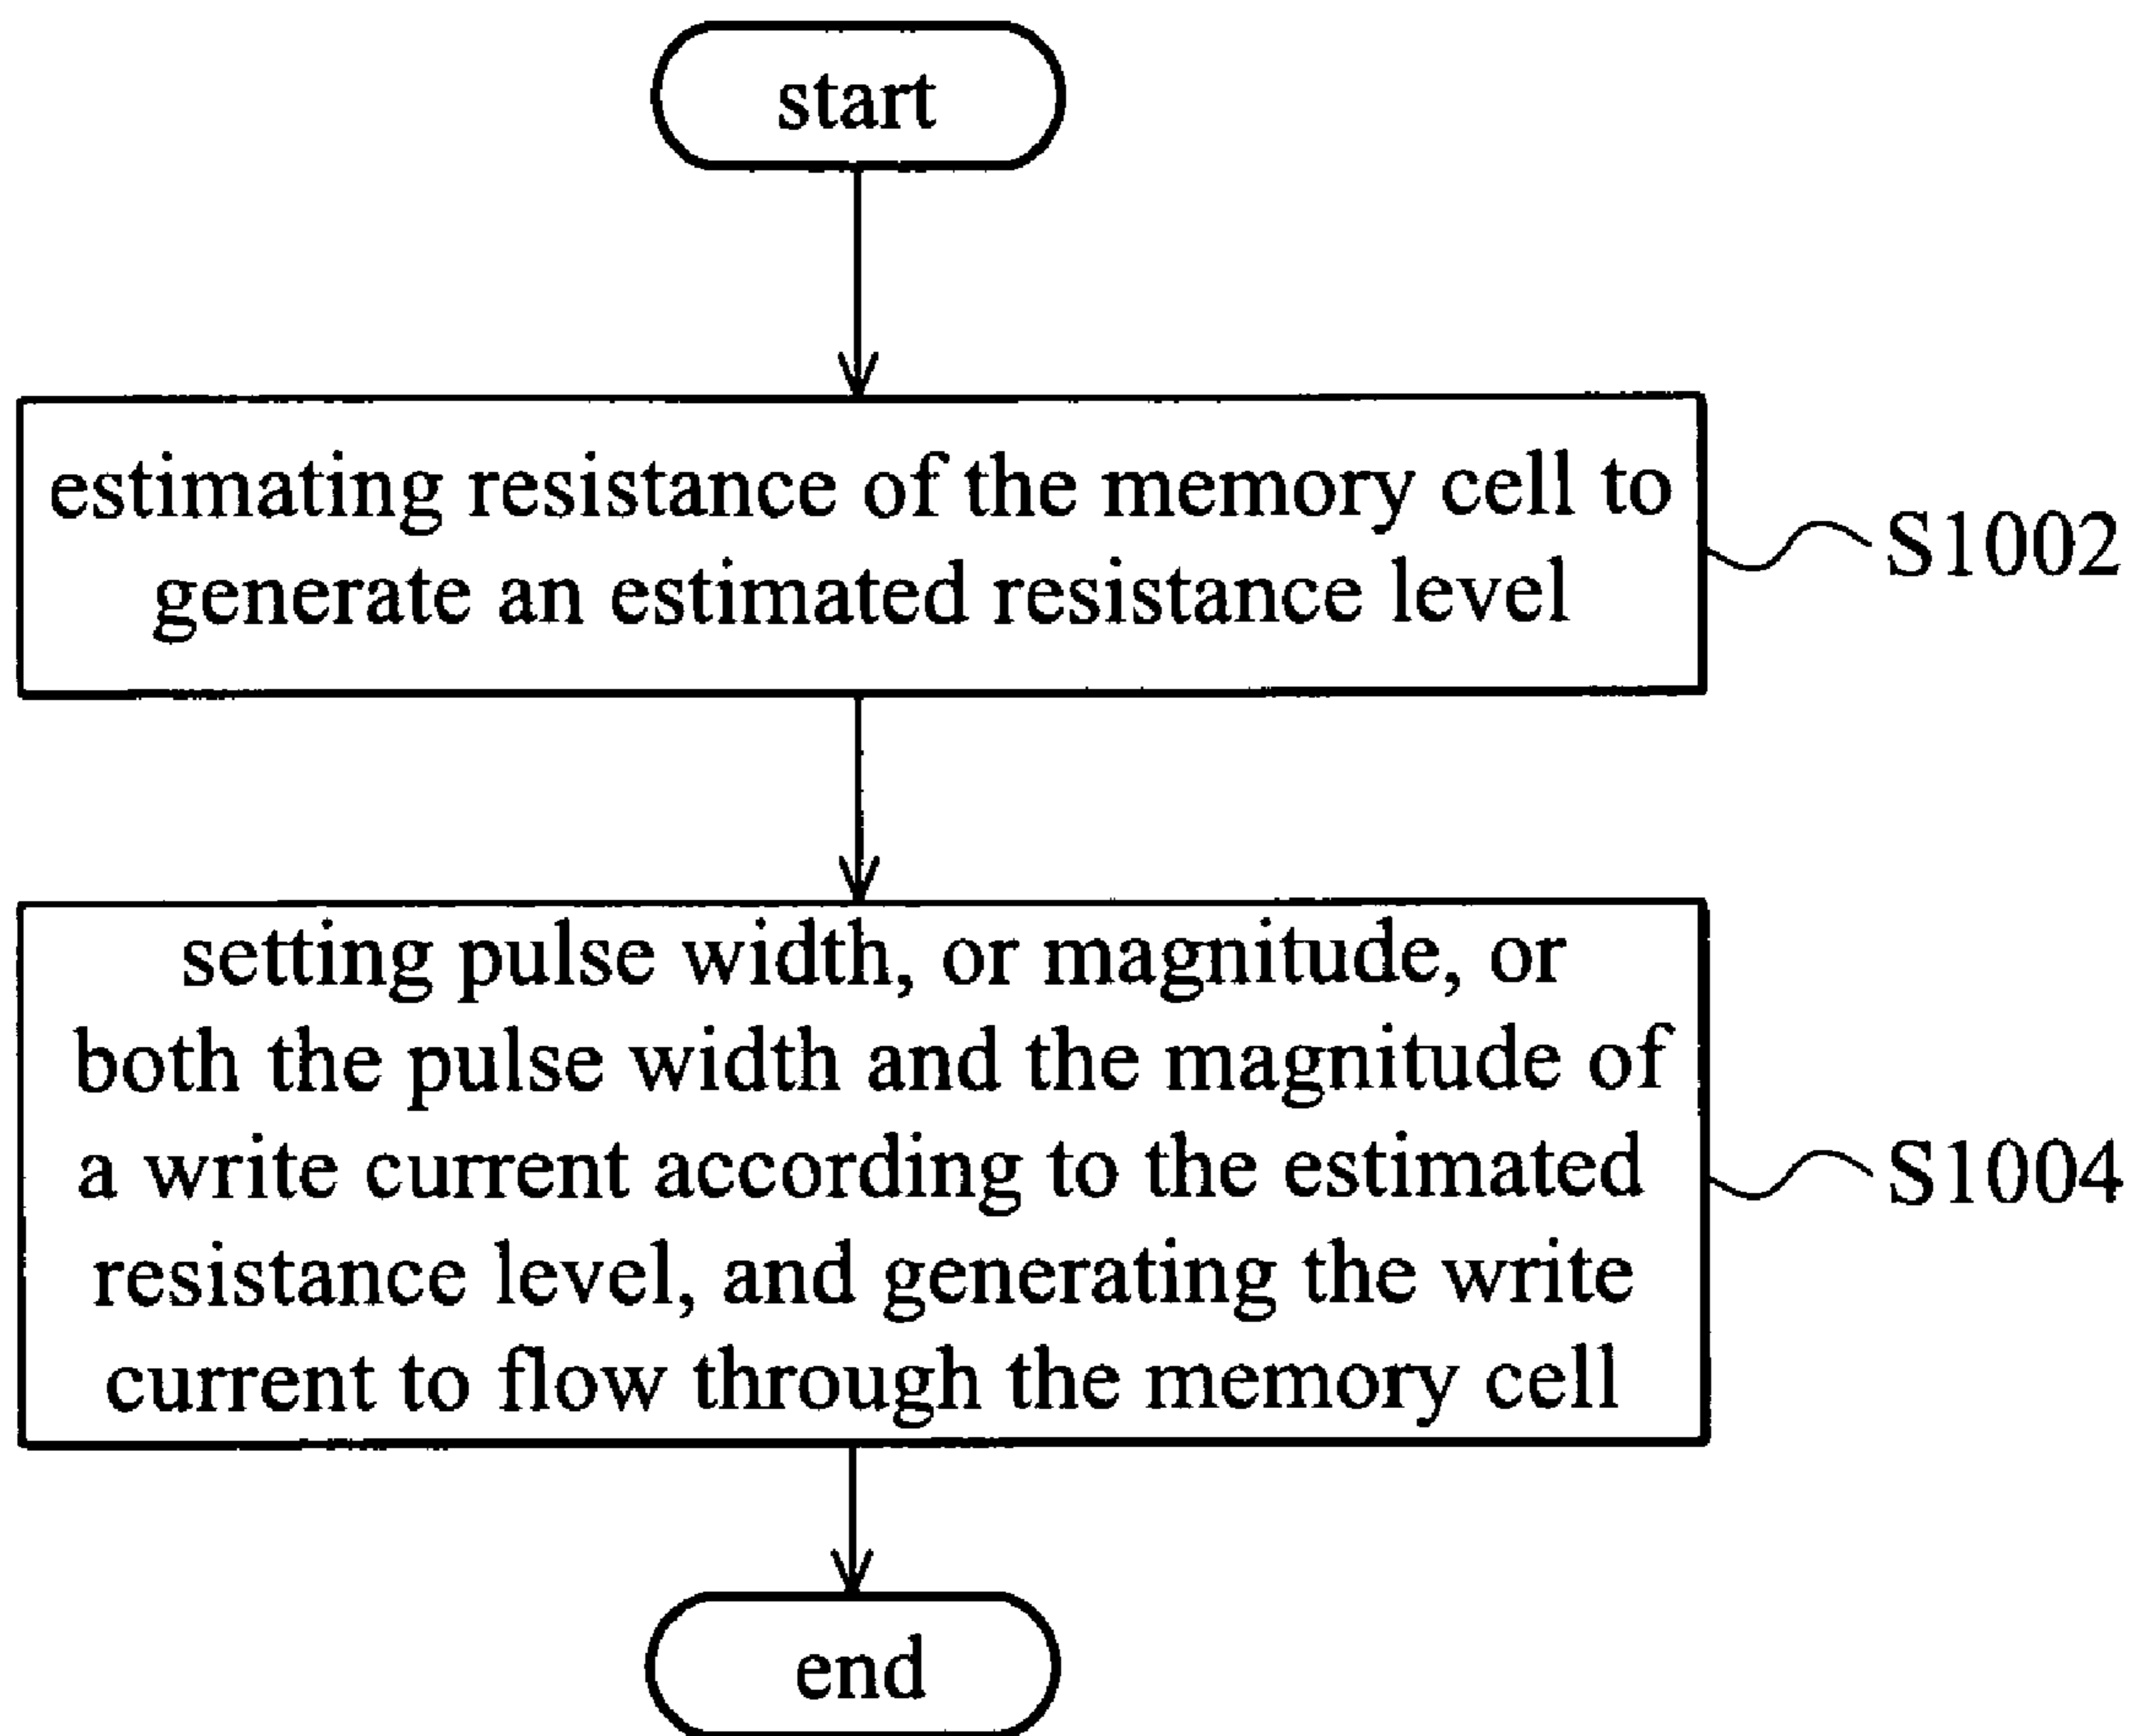 start
estimating resistance of the memory cell to
generate an estimated resistance level
S1002
setting pulse width, or magnitude, or
both the pulse width and the magnitude of
a write current according to the estimated
resistance level, and generating the write
current to flow through the memory cell
S1004
end